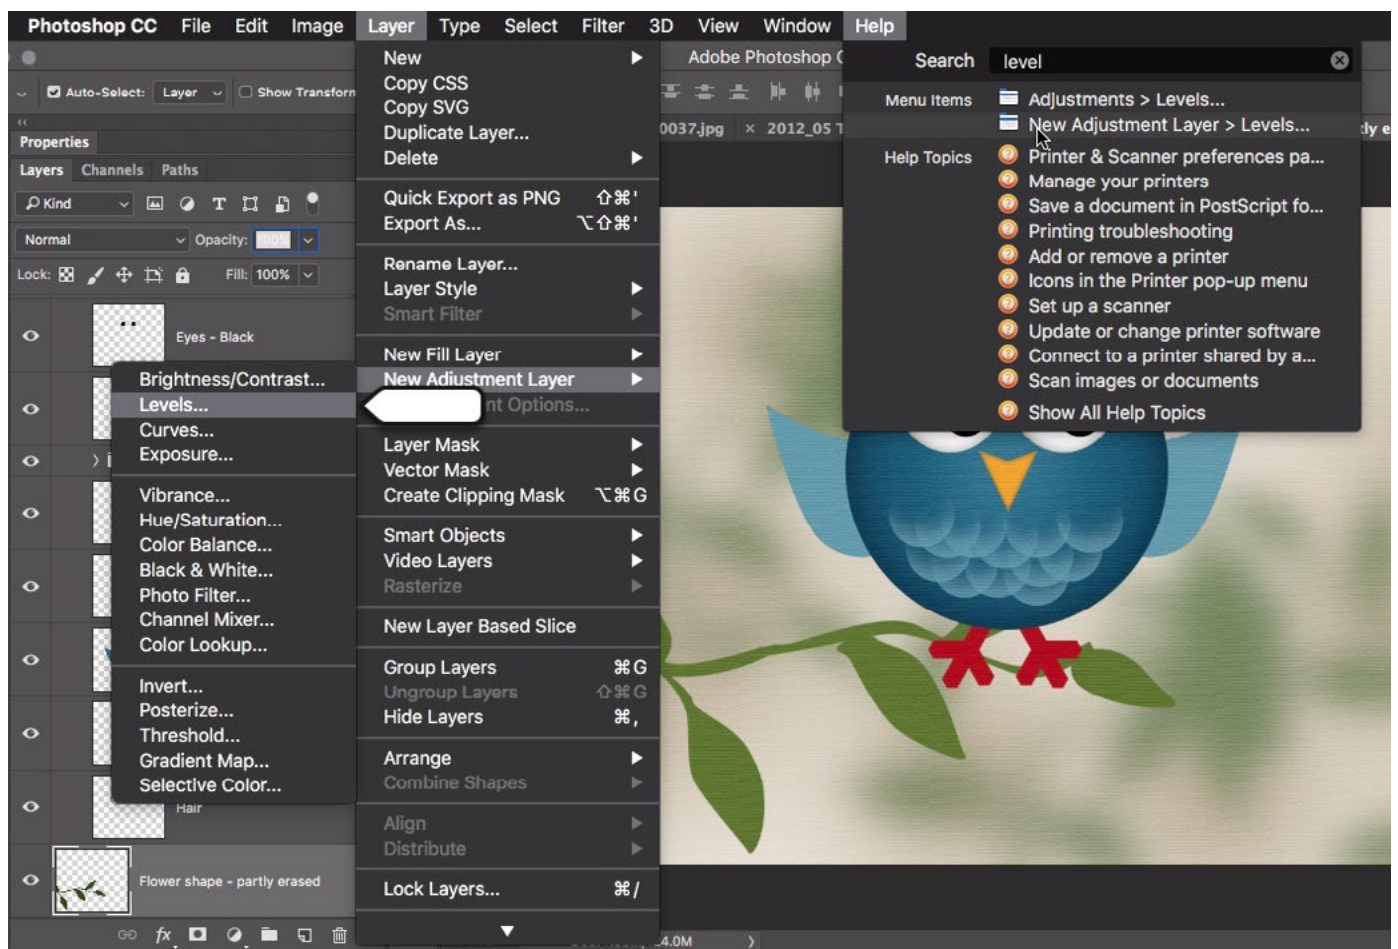 Photoshop CC File Edit Image Layer Type Select Filter 3D View Window Help
Adobe Photoshop
Auto-Select: Layer Show Transform
0037.jpg × 2012_05
Properties
Layers Channels Paths
Kind
Normal Opacity: 100%
Lock: Fill: 100%
Eyes - Black
Hair
Flower shape - partly erased
fx
Brightness/Contrast...
Levels...
Curves...
Exposure...
Vibrance...
Hue/Saturation...
Color Balance...
Black & White...
Photo Filter...
Channel Mixer...
Color Lookup...
Invert...
Posterize...
Threshold...
Gradient Map...
Selective Color...
New
Copy CSS
Copy SVG
Duplicate Layer...
Delete
Quick Export as PNG ⇧⌘'
Export As... ⌥⇧⌘'
Rename Layer...
Layer Style
Smart Filter
New Fill Layer
New Adjustment Layer
nt Options...
Layer Mask
Vector Mask
Create Clipping Mask ⌥⌘G
Smart Objects
Video Layers
Rasterize
New Layer Based Slice
Group Layers ⌘G
Ungroup Layers ⇧⌘G
Hide Layers ⌘,
Arrange
Combine Shapes
Align
Distribute
Lock Layers... ⌘/
Search level
Menu Items Adjustments > Levels...
New Adjustment Layer > Levels...
Help Topics Printer & Scanner preferences pa...
Manage your printers
Save a document in PostScript fo...
Printing troubleshooting
Add or remove a printer
Icons in the Printer pop-up menu
Set up a scanner
Update or change printer software
Connect to a printer shared by a...
Scan images or documents
Show All Help Topics
4.0M